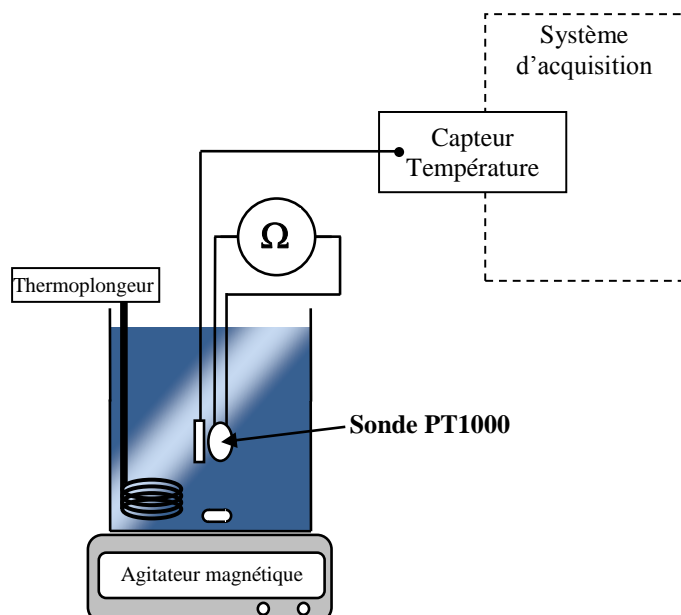 Système
d'acquisition
Capteur
Température
Ω
Thermoplongeur
Sonde PT1000
Agitateur magnétique